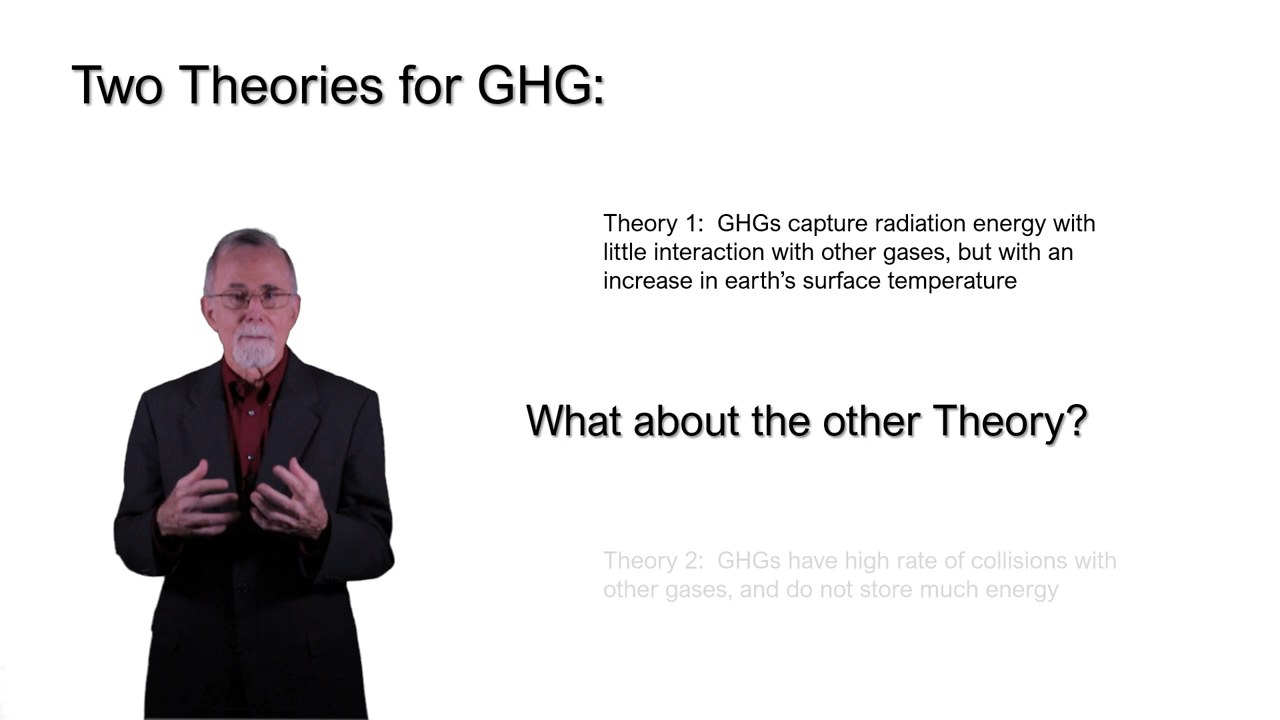 Two Theories for GHG:
Theory 1:  GHGs capture radiation energy with
little interaction with other gases, but with an
increase in earth’s surface temperature
What about the other Theory?
Theory 2:  GHGs have high rate of collisions with
other gases, and do not store much energy